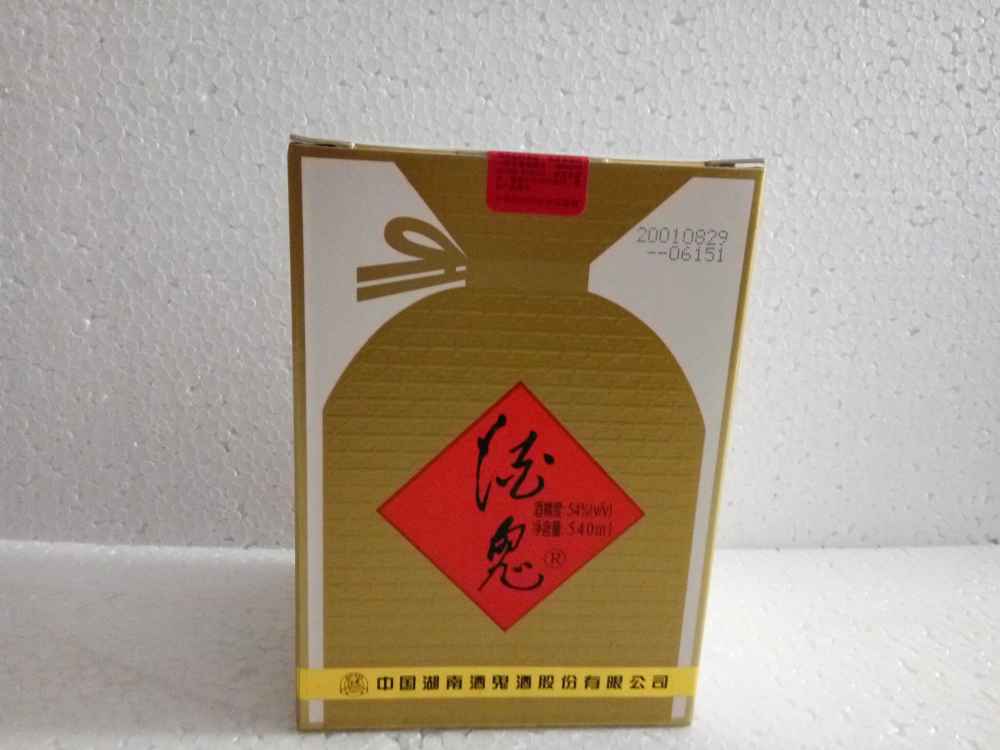 20010829
--06151
酒
酒精度:54%(v/v)
净含量:540ml
鬼®
中国湖南酒鬼酒股份有限公司